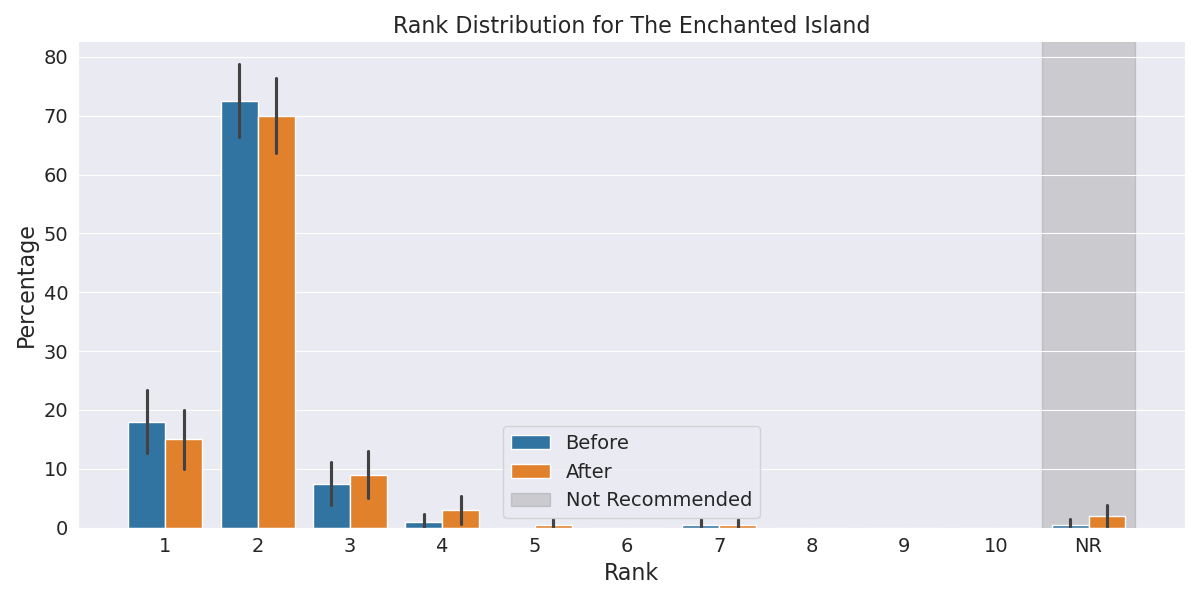 Rank Distribution for The Enchanted Island
Percentage
80
70
60
50
40
30
20
10
0
Before
After
Not Recommended
1 2 3 4 5 6 7 8 9 10 NR
Rank